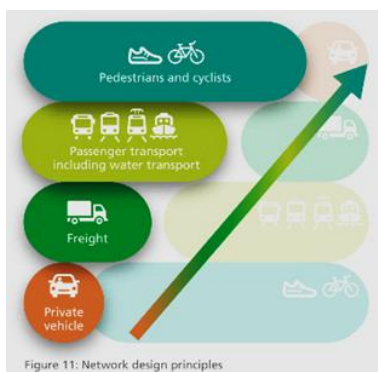 Pedestrians and cyclists
Passenger transport
including water transport
Freight
Private
vehicle
Figure 11: Network design principles